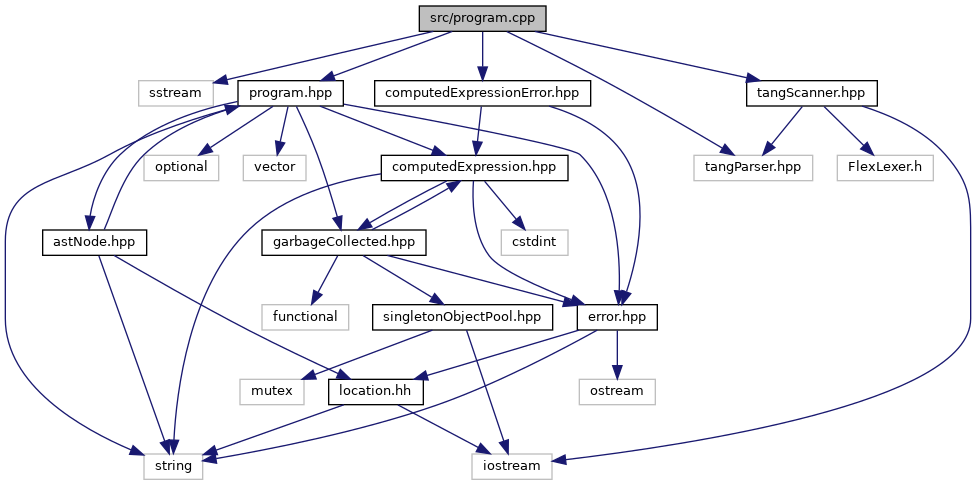 src/program.cpp
sstream
program.hpp
computedExpressionError.hpp
tangScanner.hpp
optional
vector
computedExpression.hpp
tangParser.hpp
FlexLexer.h
astNode.hpp
garbageCollected.hpp
cstdint
functional
singletonObjectPool.hpp
error.hpp
mutex
location.hh
ostream
string
iostream